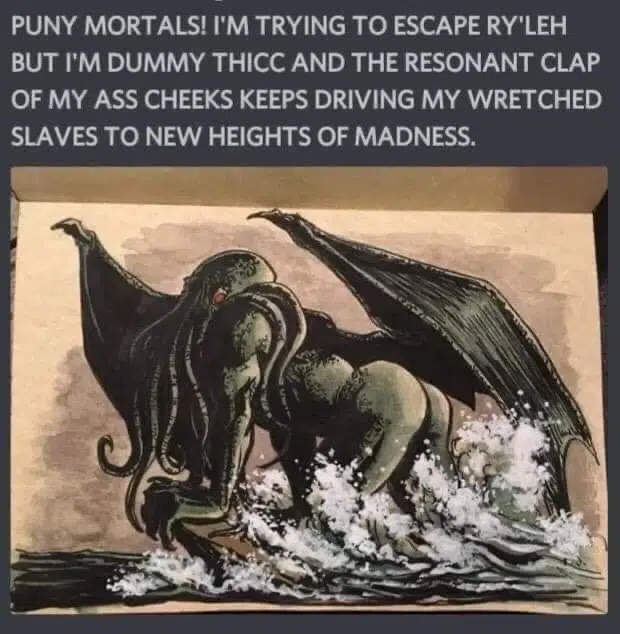 PUNY MORTALS! I'M TRYING TO ESCAPE RY'LEH
BUT I'M DUMMY THICC AND THE RESONANT CLAP
OF MY ASS CHEEKS KEEPS DRIVING MY WRETCHED
SLAVES TO NEW HEIGHTS OF MADNESS.